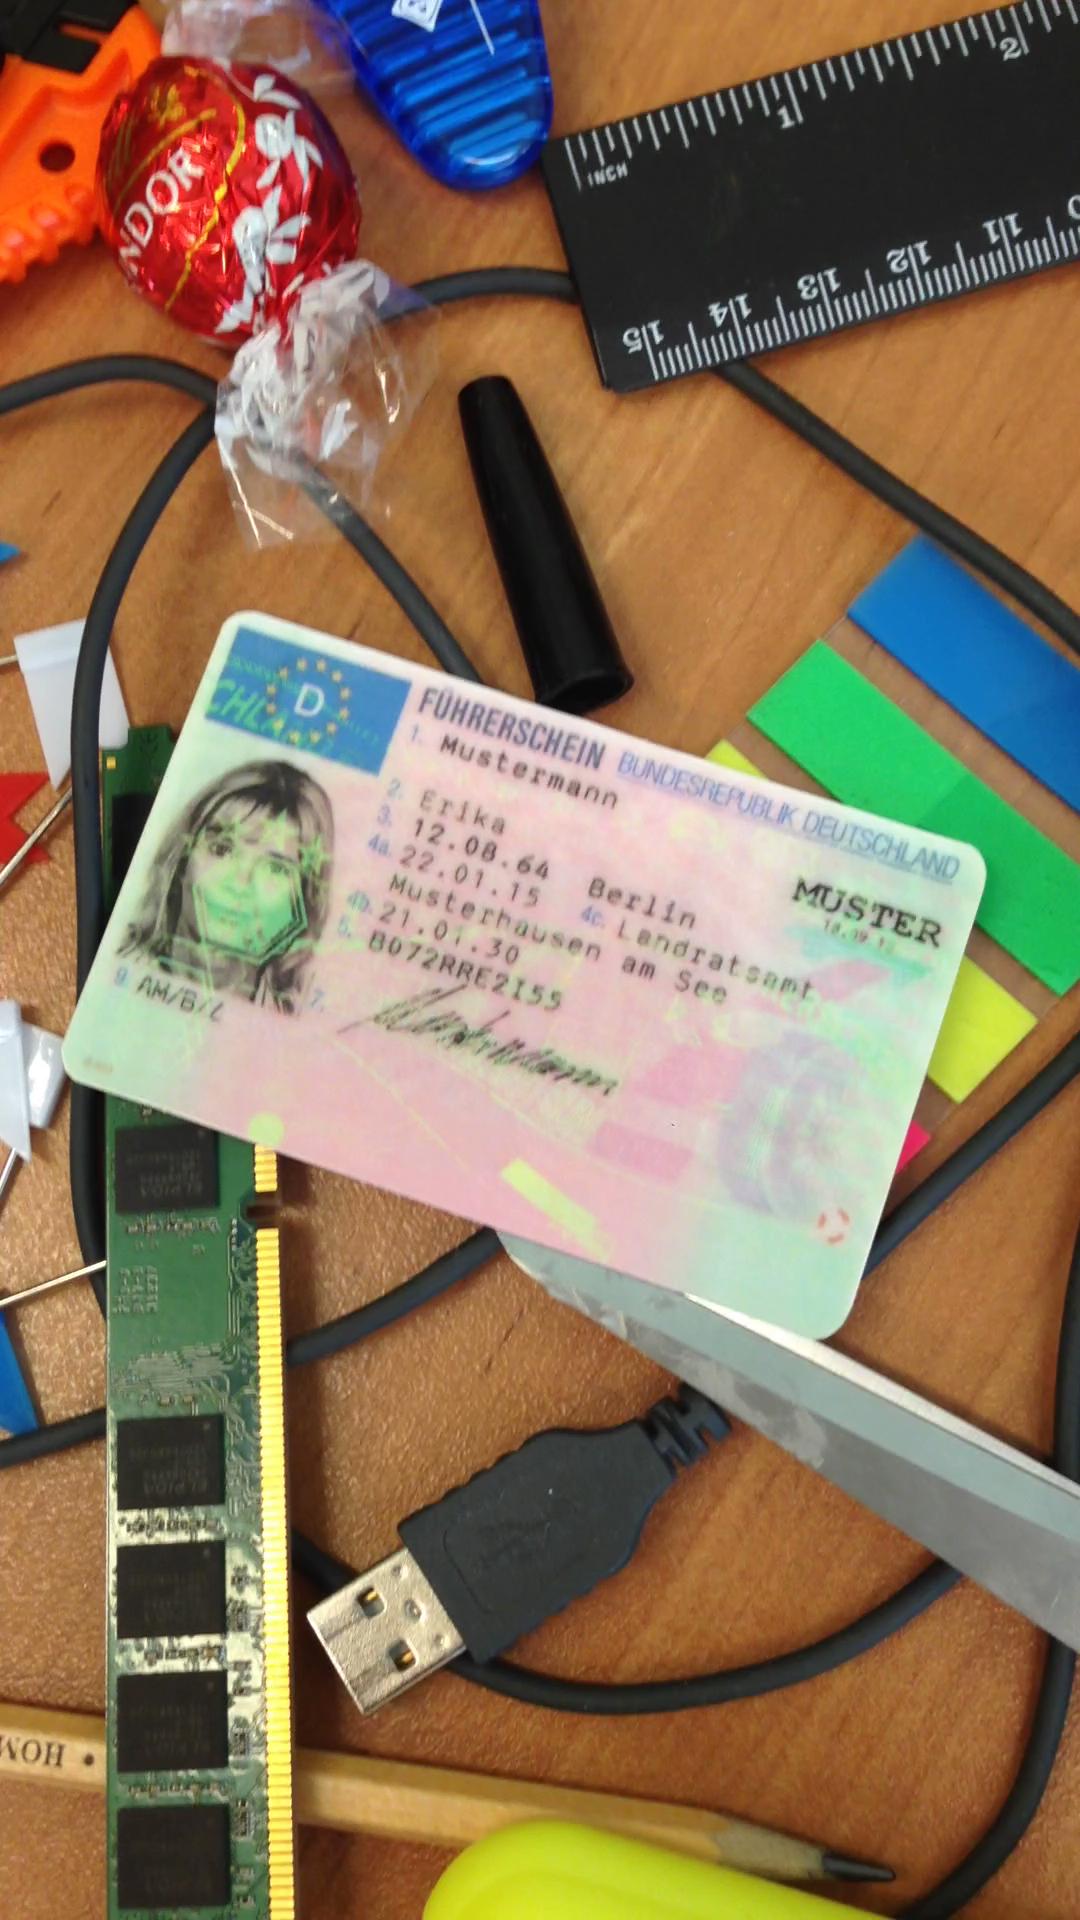 NDOR
INCH
1
2
15 14 13 12 11
D
FÜHRERSCHEIN BUNDESREPUBLIK DEUTSCHLAND
1. Mustermann
2. Erika
3. 12.08.64 Berlin
4a. 22.01.15 4c. Landratsamt
Musterhausen am See
4b. 21.01.30
5. B072RRE2I55
7. Mustermann
9. AM/B/L
MUSTER
HOM